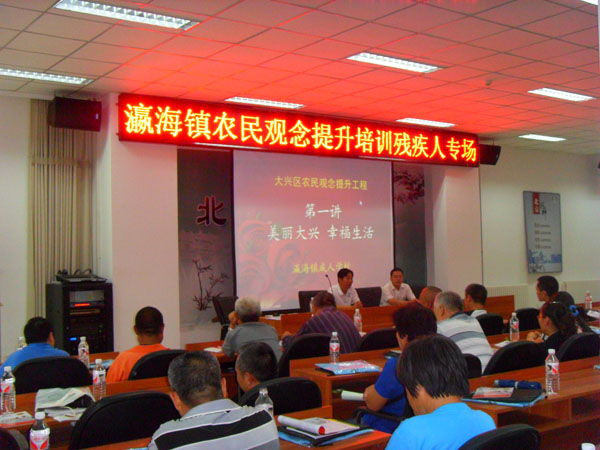 瀛海镇农民观念提升培训残疾人专场
大兴区农民观念提升工程
第一讲
美丽大兴 幸福生活
瀛海镇成人学校
北